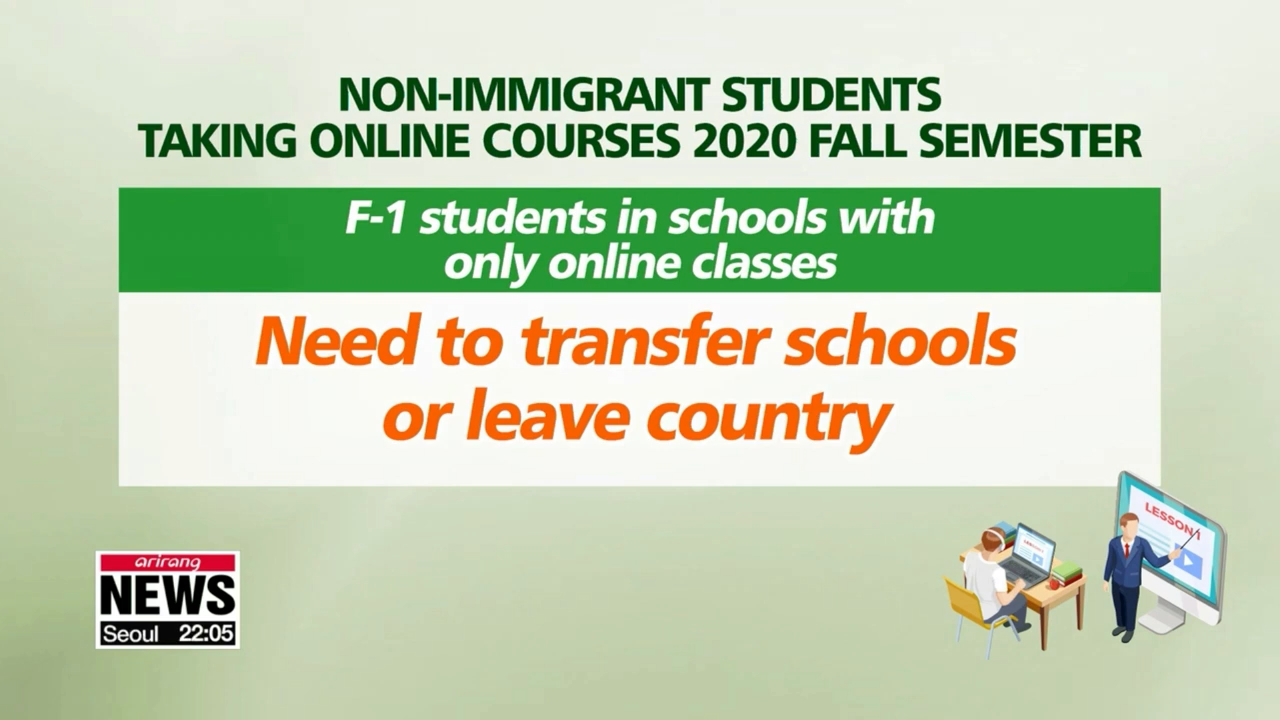 NON-IMMIGRANT STUDENTS
TAKING ONLINE COURSES 2020 FALL SEMESTER
F-1 students in schools with
only online classes
Need to transfer schools
or leave country
LESSON 1
arirang
NEWS
Seoul 22:05